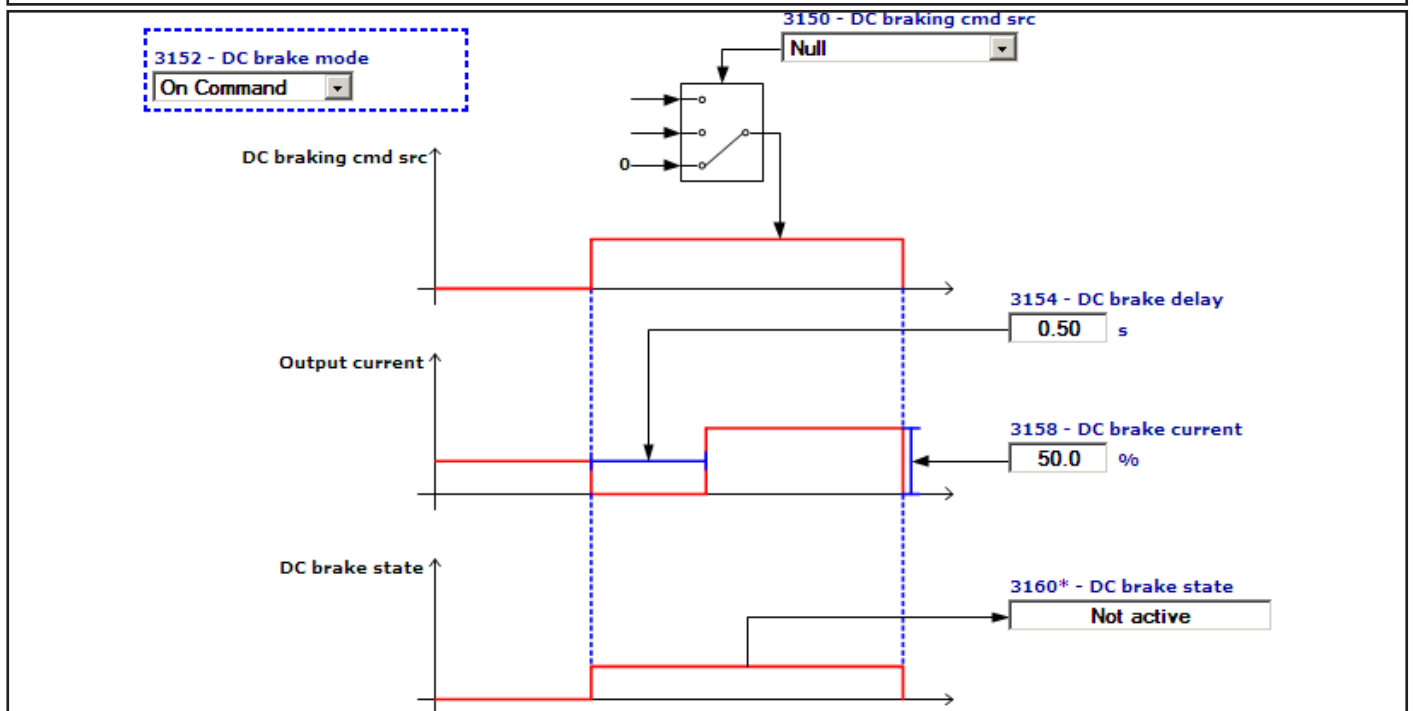 3150 - DC braking cmd src
Null
3152 - DC brake mode
On Command
DC braking cmd src
0
3154 - DC brake delay
0.50 s
Output current
3158 - DC brake current
50.0 %
DC brake state
3160* - DC brake state
Not active